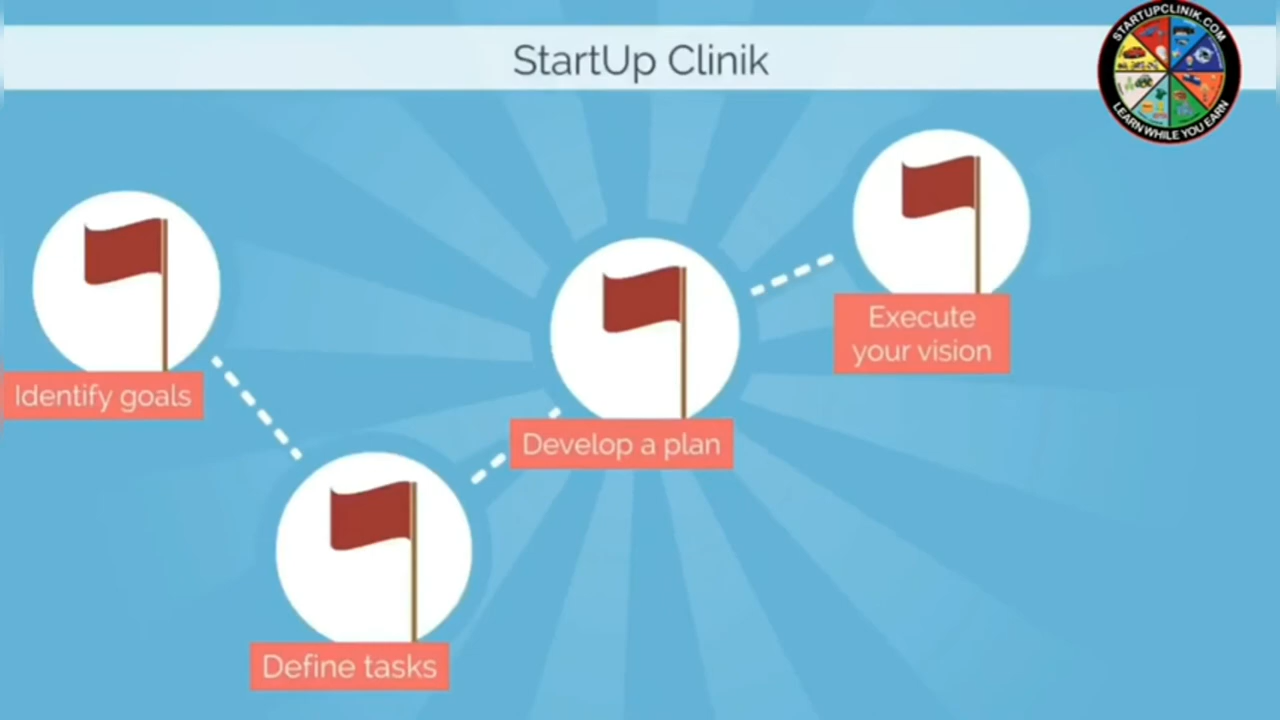 StartUp Clinik
STARTUPCLINIK.COM
LEARN WHILE YOU EARN
Identify goals
Define tasks
Develop a plan
Execute
your vision